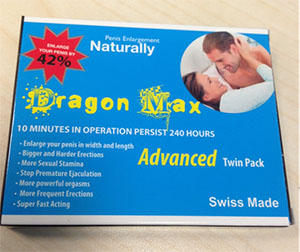 Penis Enlargement
Naturally
ENLARGE
YOUR PENIS BY
42%
Dragon Max
10 MINUTES IN OPERATION PERSIST 240 HOURS
- Enlarge your penis in width and length
- Bigger and Harder Erections
- More Sexual Stamina
- Stop Premature Ejaculation
- More powerful orgasms
- More Frequent Erections
- Super Fast Acting
Advanced Twin Pack
Swiss Made